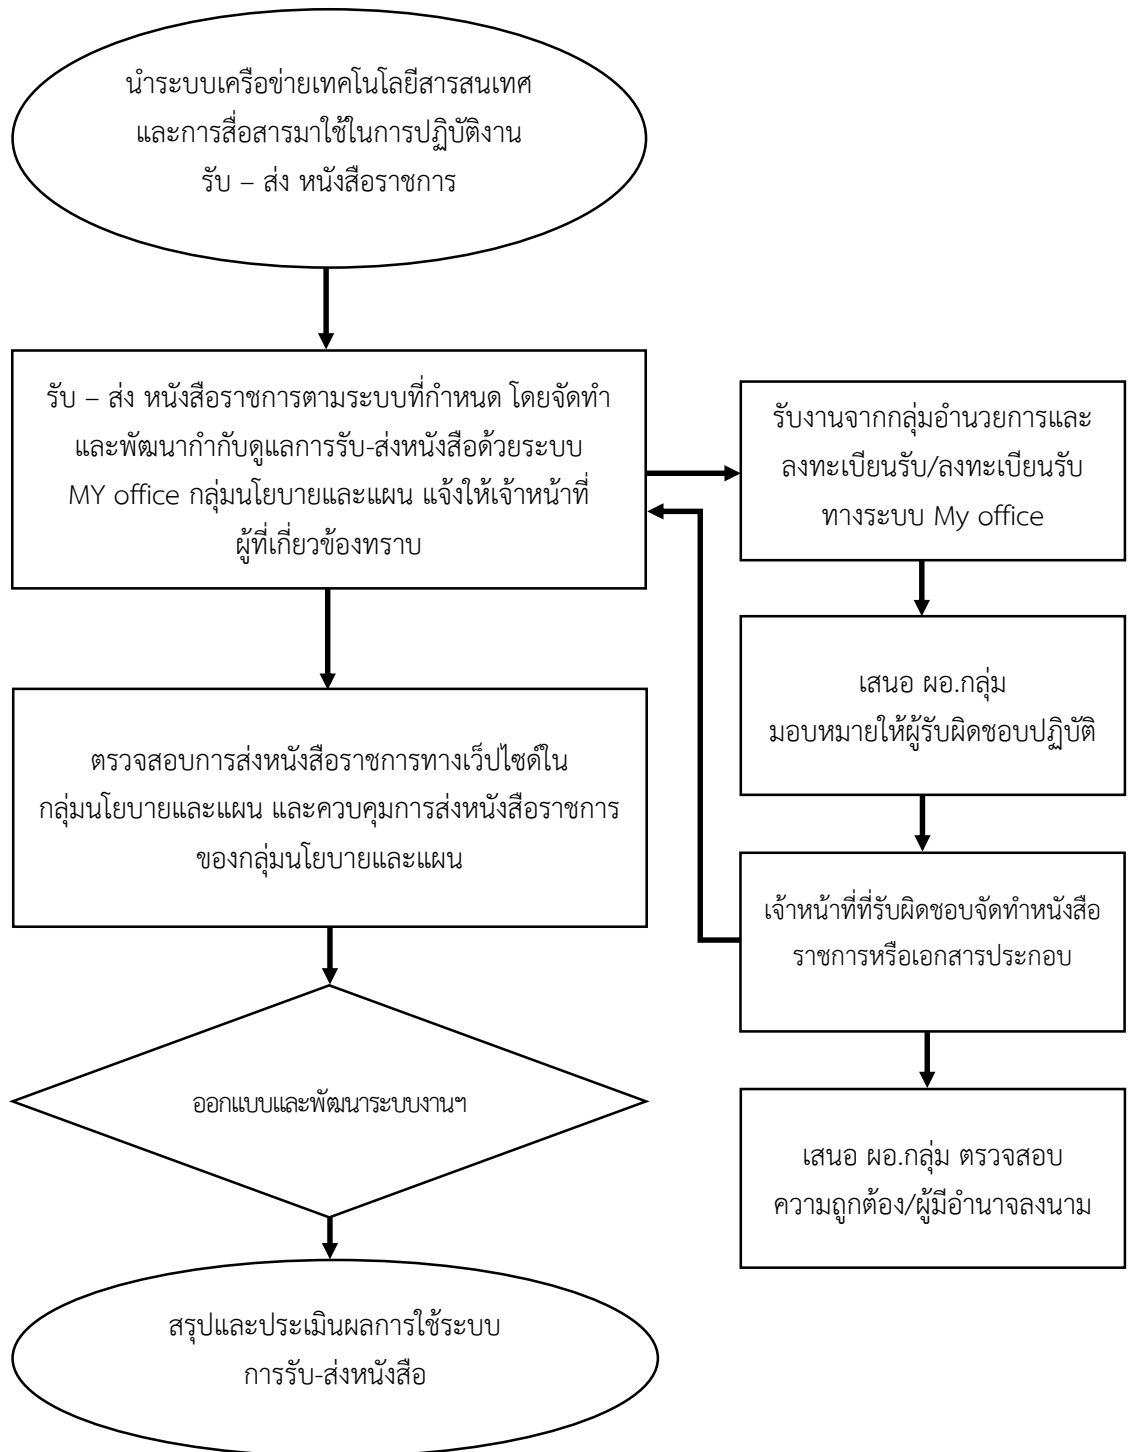 นำระบบเครือข่ายเทคโนโลยีสารสนเทศ
และการสื่อสารมาใช้ในการปฏิบัติงาน
รับ – ส่ง หนังสือราชการ
รับ – ส่ง หนังสือราชการตามระบบที่กำหนด โดยจัดทำ
และพัฒนากำกับดูแลการรับ-ส่งหนังสือด้วยระบบ
MY office กลุ่มนโยบายและแผน แจ้งให้เจ้าหน้าที่
ผู้ที่เกี่ยวข้องทราบ
รับงานจากกลุ่มอำนวยการและ
ลงทะเบียนรับ/ลงทะเบียนรับ
ทางระบบ My office
เสนอ ผอ.กลุ่ม
มอบหมายให้ผู้รับผิดชอบปฏิบัติ
ตรวจสอบการส่งหนังสือราชการทางเว็ปไซด์ใน
กลุ่มนโยบายและแผน และควบคุมการส่งหนังสือราชการ
ของกลุ่มนโยบายและแผน
เจ้าหน้าที่ที่รับผิดชอบจัดทำหนังสือ
ราชการหรือเอกสารประกอบ
ออกแบบและพัฒนาระบบงานฯ
เสนอ ผอ.กลุ่ม ตรวจสอบ
ความถูกต้อง/ผู้มีอำนาจลงนาม
สรุปและประเมินผลการใช้ระบบ
การรับ-ส่งหนังสือ